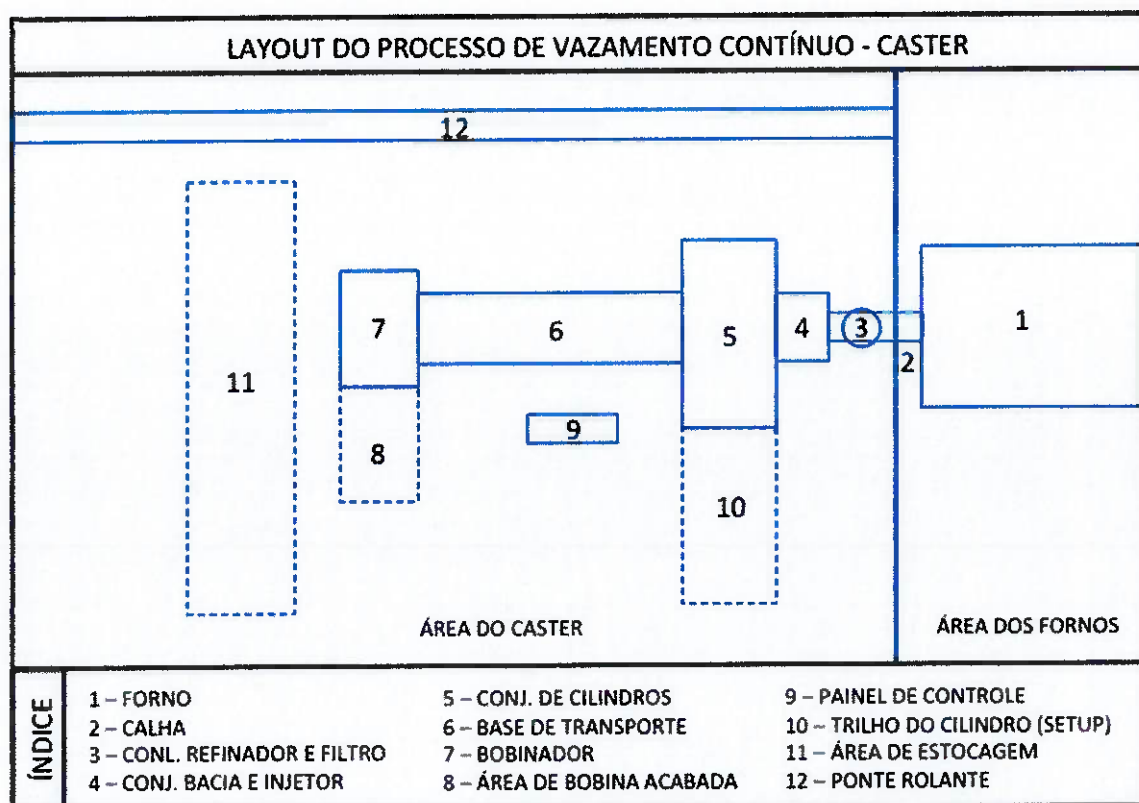 LAYOUT DO PROCESSO DE VAZAMENTO CONTÍNUO - CASTER
12
11
7
8
6
9
5
10
4
3
2
1
ÁREA DO CASTER
ÁREA DOS FORNOS
ÍNDICE
1 – FORNO
2 – CALHA
3 – CONL. REFINADOR E FILTRO
4 – CONJ. BACIA E INJETOR
5 – CONJ. DE CILINDROS
6 – BASE DE TRANSPORTE
7 – BOBINADOR
8 – ÁREA DE BOBINA ACABADA
9 – PAINEL DE CONTROLE
10 – TRILHO DO CILINDRO (SETUP)
11 – ÁREA DE ESTOCAGEM
12 – PONTE ROLANTE